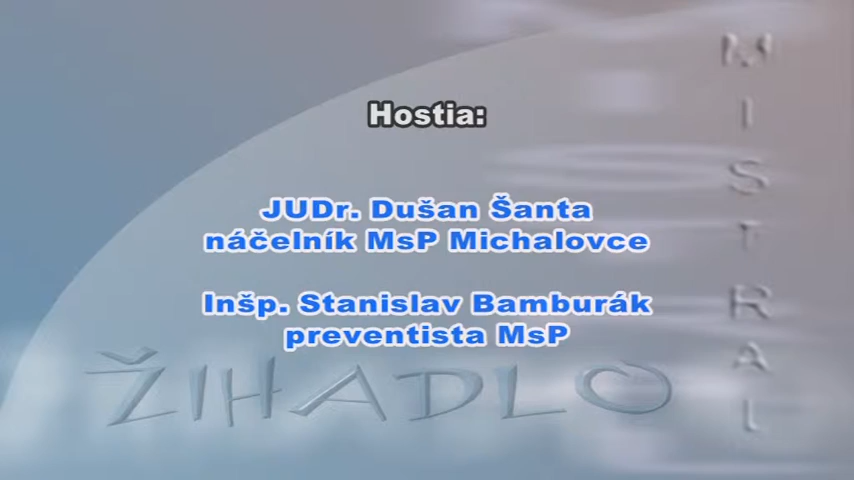 Hostia:
JUDr. Dušan Šanta
náčelník MsP Michalovce
Inšp. Stanislav Bamburák
preventista MsP
ŽIHADLO
MISTRAL